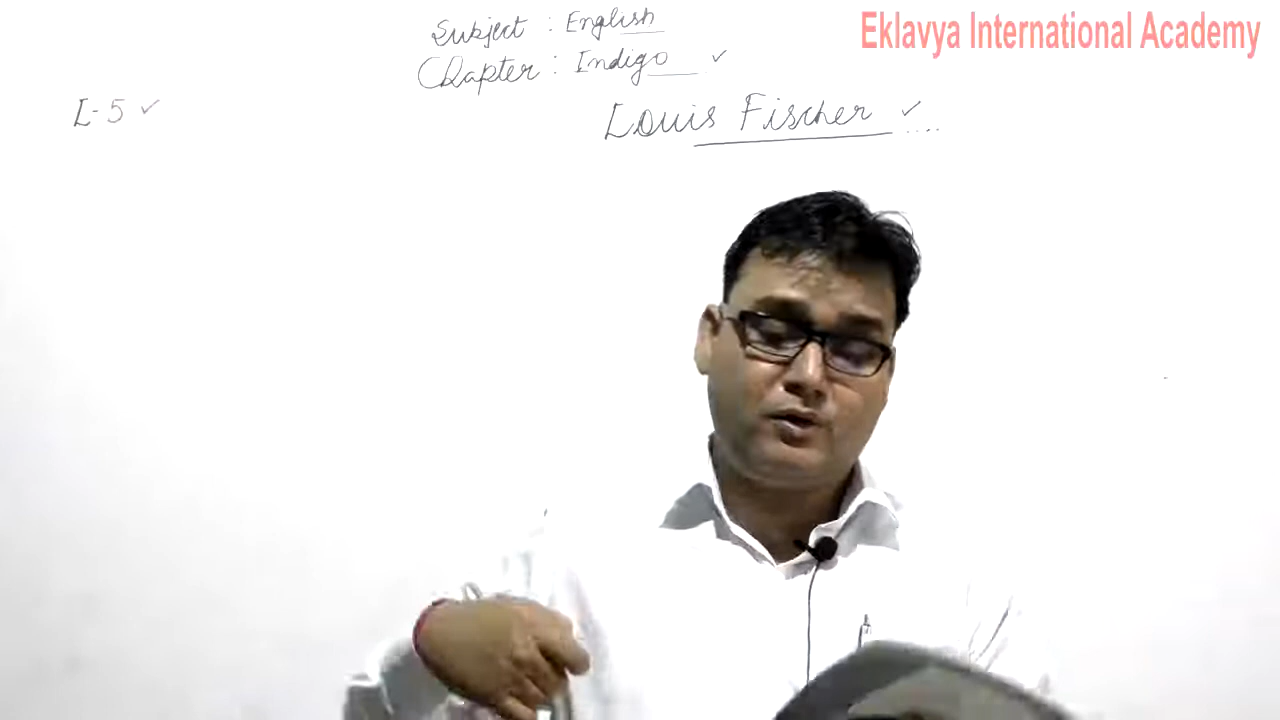 Eklavya International Academy
Subject : English
Chapter : Indigo ✓
L-5 ✓
Louis Fischer ✓ ....